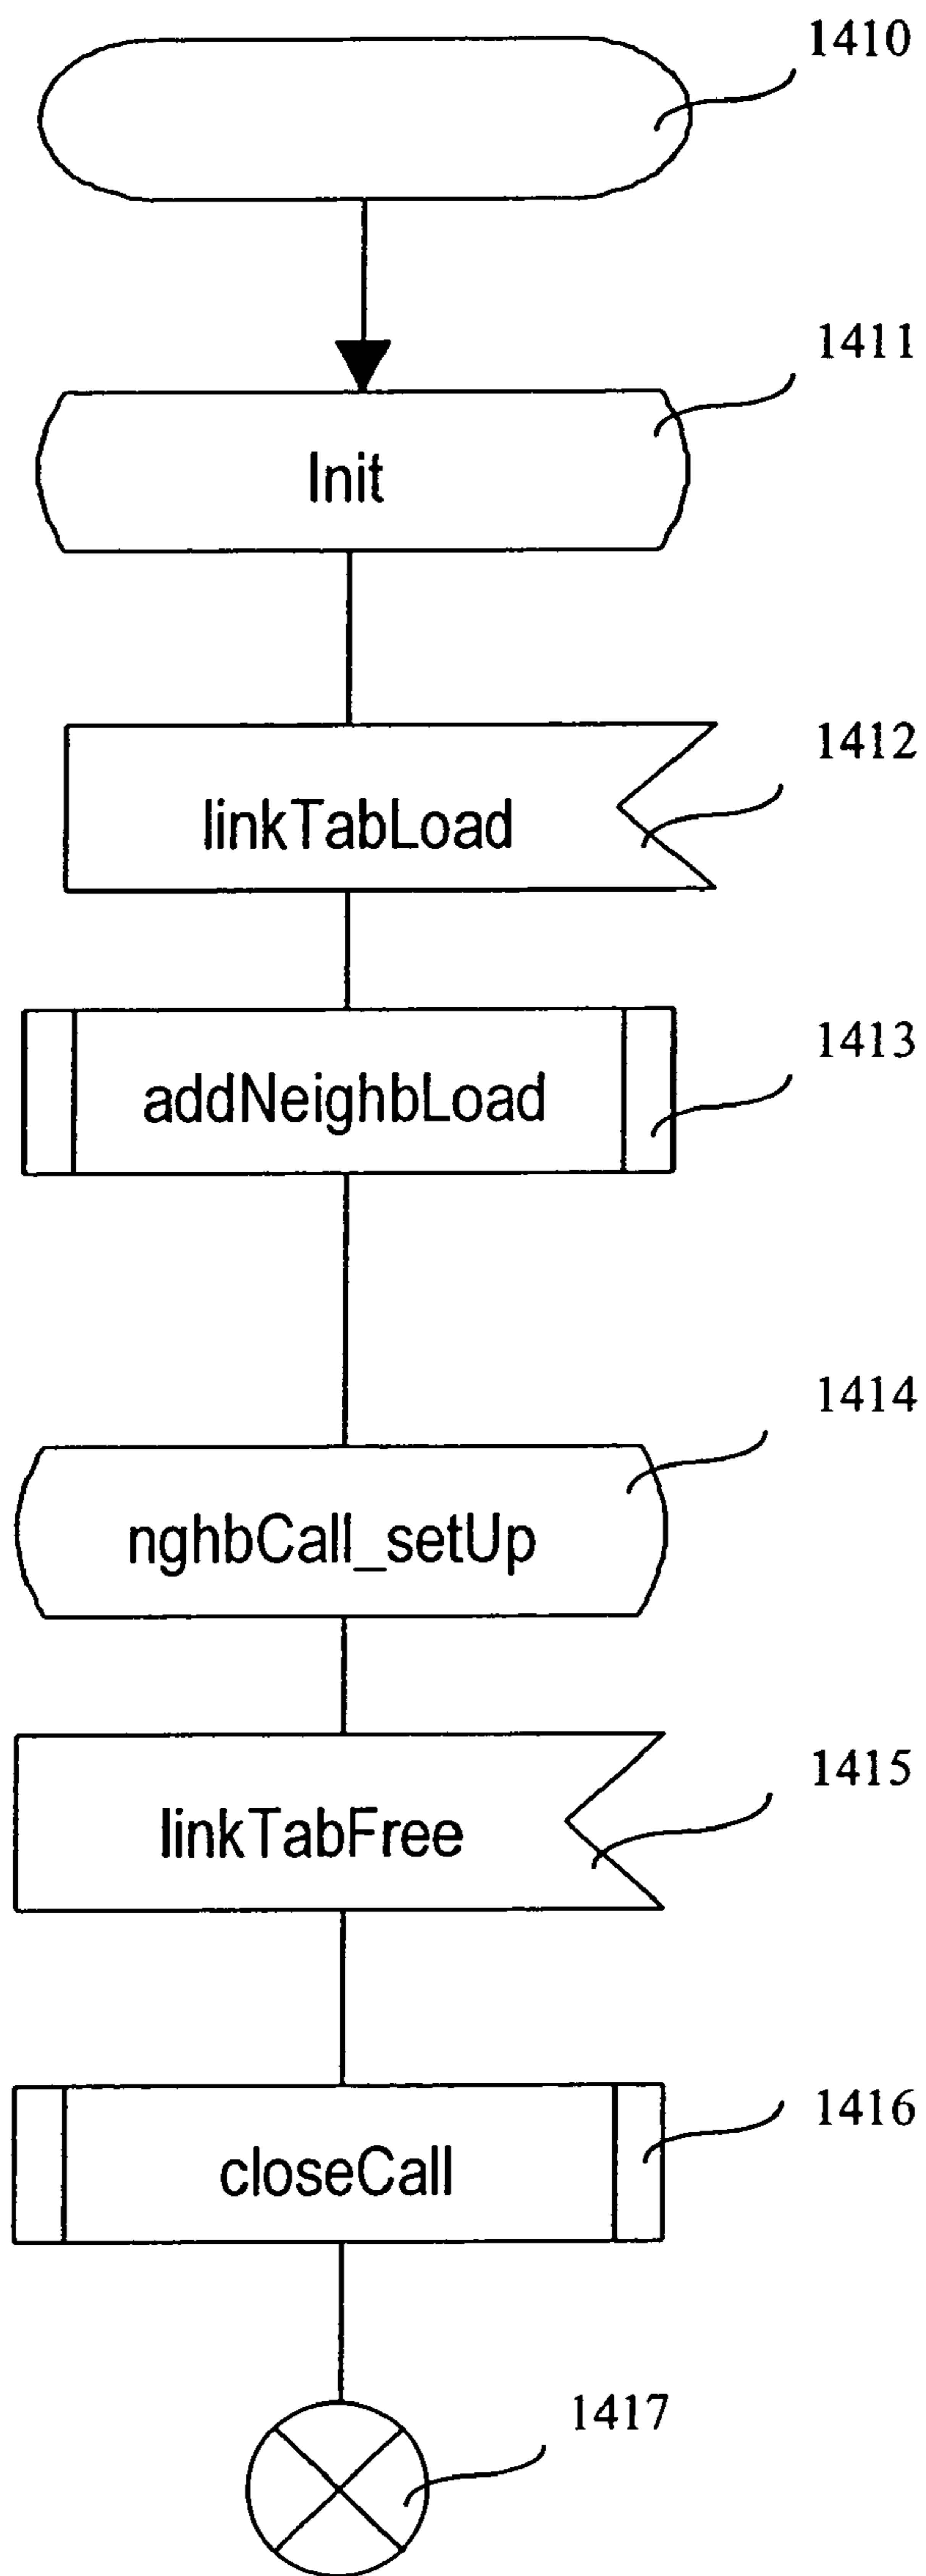 1410
1411
Init
1412
linkTabLoad
1413
addNeighbLoad
1414
nghbCall_setUp
1415
linkTabFree
1416
closeCall
1417